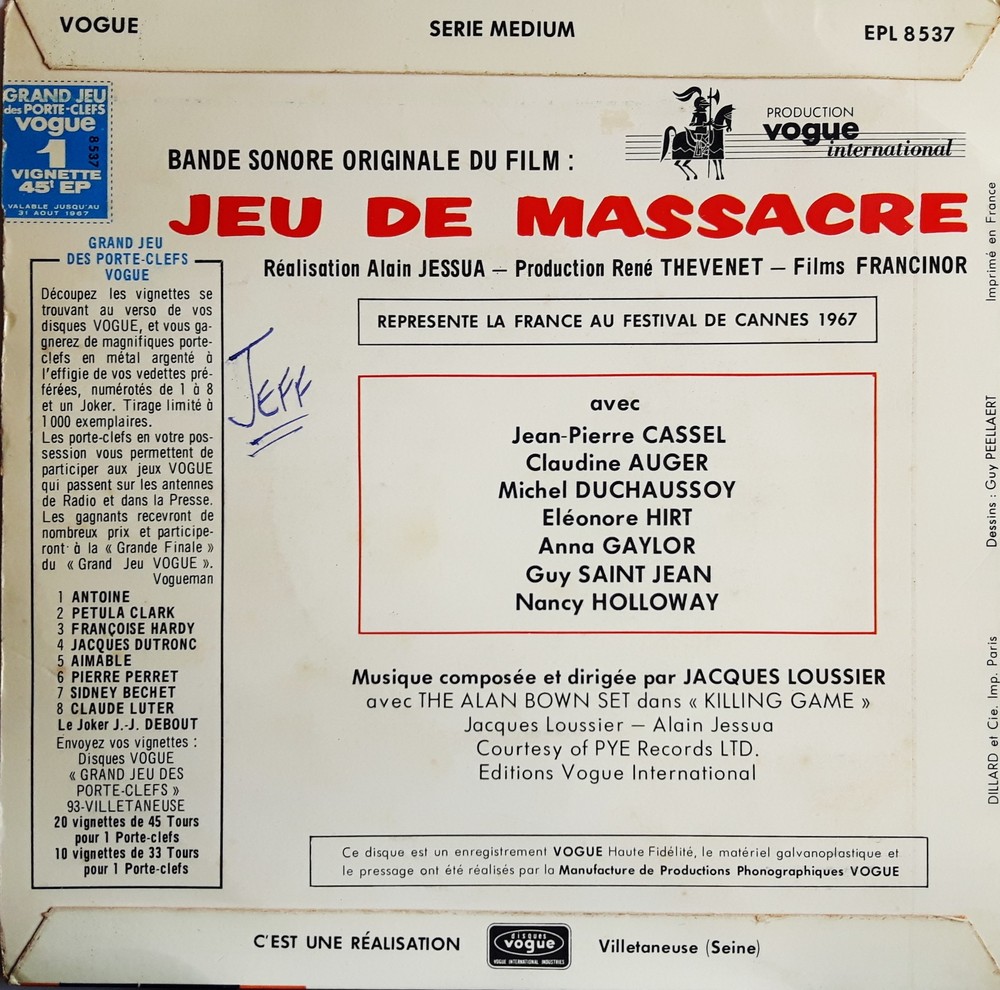 VOGUE
SERIE MEDIUM
EPL 8537
GRAND JEU
des PORTE-CLEFS
vogue
1
8537
VIGNETTE
45t EP
VALABLE JUSQU'AU
31 AOUT 1967
PRODUCTION
vogue
international
BANDE SONORE ORIGINALE DU FILM :
JEU DE MASSACRE
Réalisation Alain JESSUA — Production René THEVENET — Films FRANCINOR
REPRESENTE LA FRANCE AU FESTIVAL DE CANNES 1967
GRAND JEU
DES PORTE-CLEFS
VOGUE
Découpez les vignettes se
trouvant au verso de vos
disques VOGUE, et vous ga-
gnerez de magnifiques porte-
clefs en métal argenté à
l'effigie de vos vedettes pré-
férées, numérotés de 1 à 8
et un Joker. Tirage limité à
1000 exemplaires.
Les porte-clefs en votre pos-
session vous permettent de
participer aux jeux VOGUE
qui passent sur les antennes
de Radio et dans la Presse.
Les gagnants recevront de
nombreux prix et participe-
ront à la « Grande Finale »
du « Grand Jeu VOGUE ».
Vogueman
1 ANTOINE
2 PETULA CLARK
3 FRANÇOISE HARDY
4 JACQUES DUTRONC
5 AIMABLE
6 PIERRE PERRET
7 SIDNEY BECHET
8 CLAUDE LUTER
Le Joker J.-J. DEBOUT
Envoyez vos vignettes :
Disques VOGUE
« GRAND JEU DES
PORTE-CLEFS »
93-VILLETANEUSE
20 vignettes de 45 Tours
pour 1 Porte-clefs
10 vignettes de 33 Tours
pour 1 Porte-clefs
JEFF
avec
Jean-Pierre CASSEL
Claudine AUGER
Michel DUCHAUSSOY
Eléonore HIRT
Anna GAYLOR
Guy SAINT JEAN
Nancy HOLLOWAY
Musique composée et dirigée par JACQUES LOUSSIER
avec THE ALAN BOWN SET dans « KILLING GAME »
Jacques Loussier — Alain Jessua
Courtesy of PYE Records LTD.
Editions Vogue International
Ce disque est un enregistrement VOGUE Haute Fidélité, le matériel galvanoplastique et
le pressage ont été réalisés par la Manufacture de Productions Phonographiques VOGUE
Imprimé en France
Dessins : Guy PEELLAERT
DILLARD et Cie. Imp. Paris
C'EST UNE RÉALISATION
disques
vogue
VOGUE INTERNATIONAL INDUSTRIES
Villetaneuse (Seine)